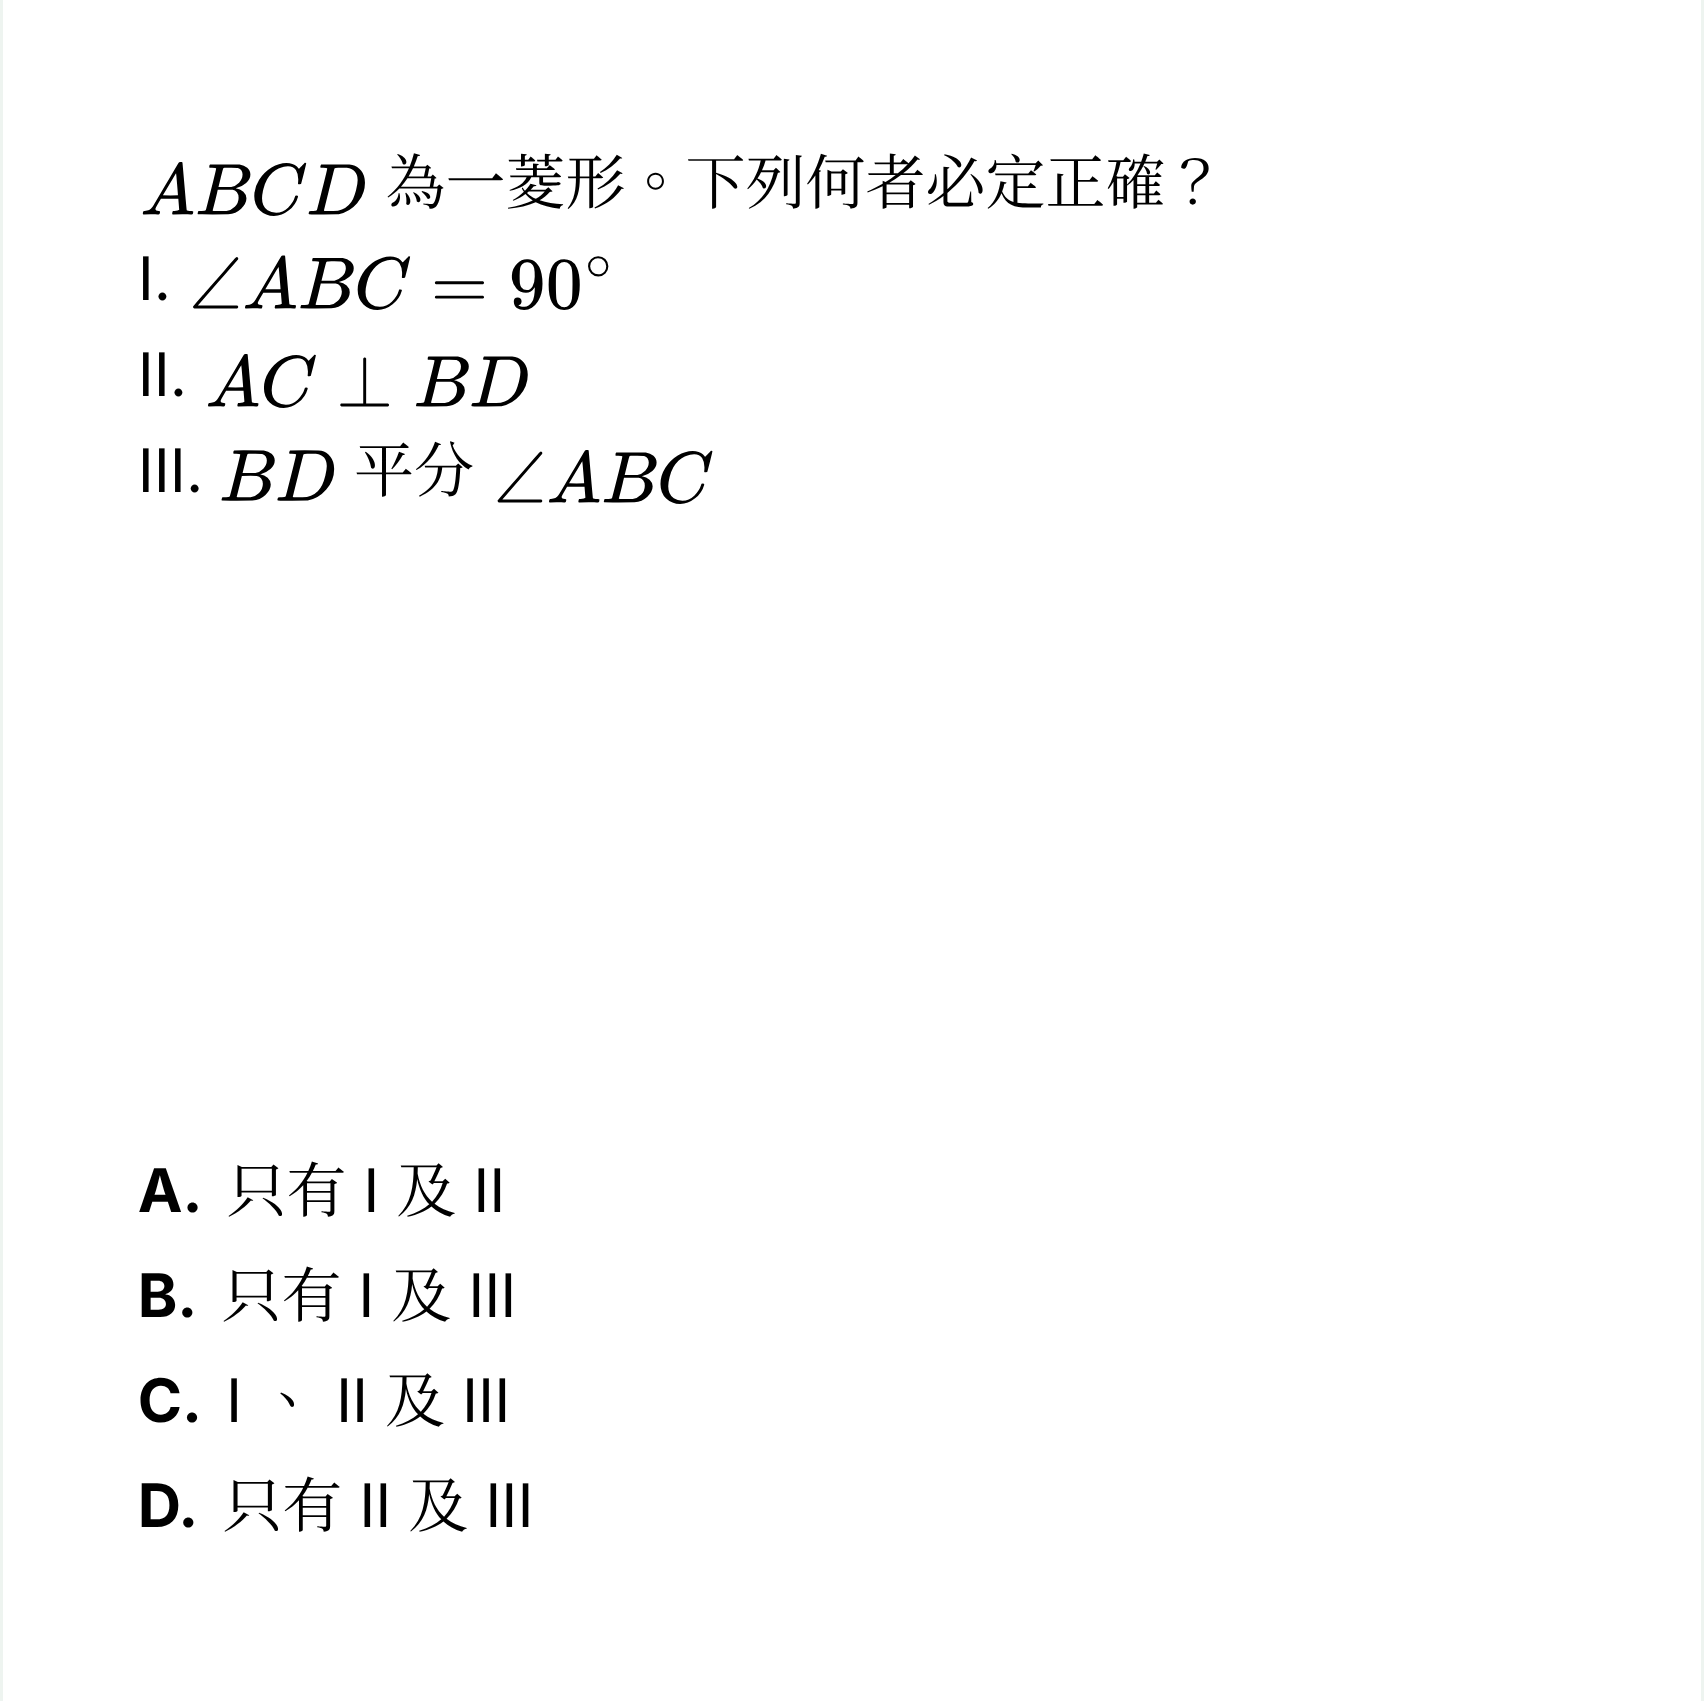 ABCD 為一菱形。下列何者必定正確？
I. ∠ABC = 90°
II. AC ⊥ BD
III. BD 平分 ∠ABC
A. 只有 I 及 II
B. 只有 I 及 III
C. I 、 II 及 III
D. 只有 II 及 III